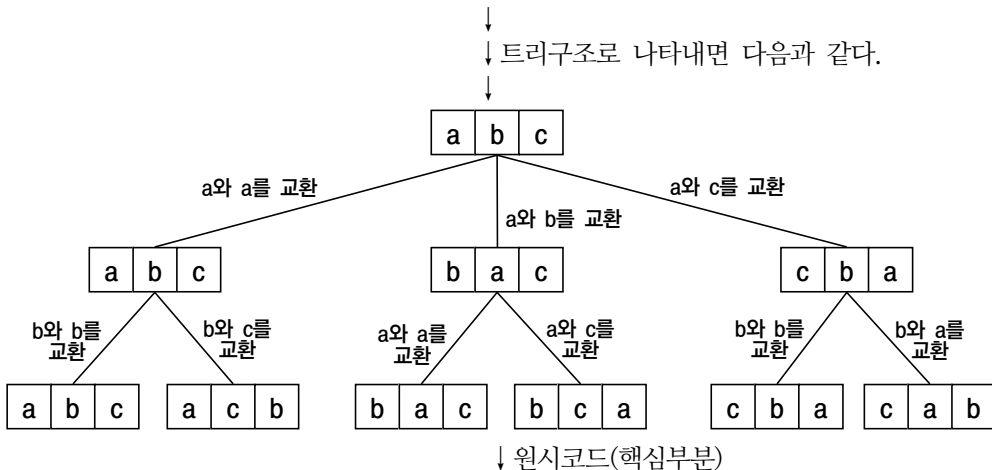 ↓
↓ 트리구조로 나타내면 다음과 같다.
↓
a b c
a와 a를 교환
a와 b를 교환
a와 c를 교환
a b c
b a c
c b a
b와 b를
교환
b와 c를
교환
a와 a를
교환
a와 c를
교환
b와 b를
교환
b와 a를
교환
a b c
a c b
b a c
b c a
c b a
c a b
↓ 원시코드(핵심부분)